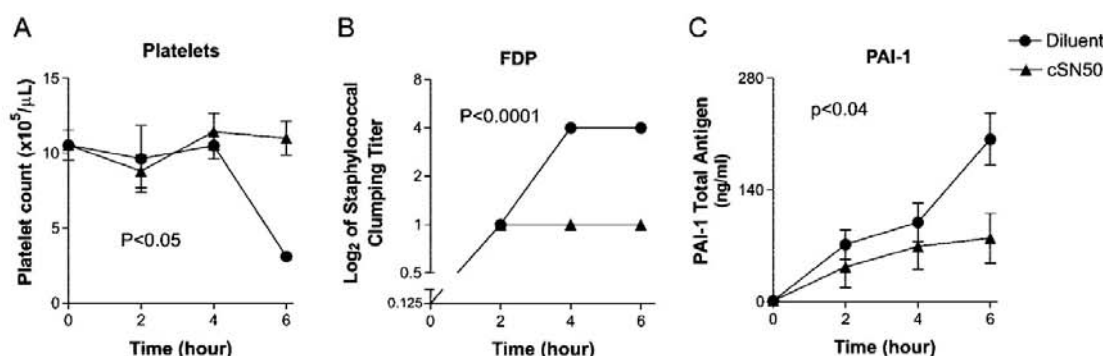 A
Platelets
Platelet count (x10⁵/μL)
15
10
5
0
P<0.05
0 2 4 6
Time (hour)
B
FDP
Log₂ of Staphylococcal
Clumping Titer
8
4
2
1
0.5
0.125
P<0.0001
0 2 4 6
Time (hour)
C
PAI-1
PAI-1 Total Antigen
(ng/ml)
280
140
0
p<0.04
0 2 4 6
Time (hour)
Diluent
cSN50